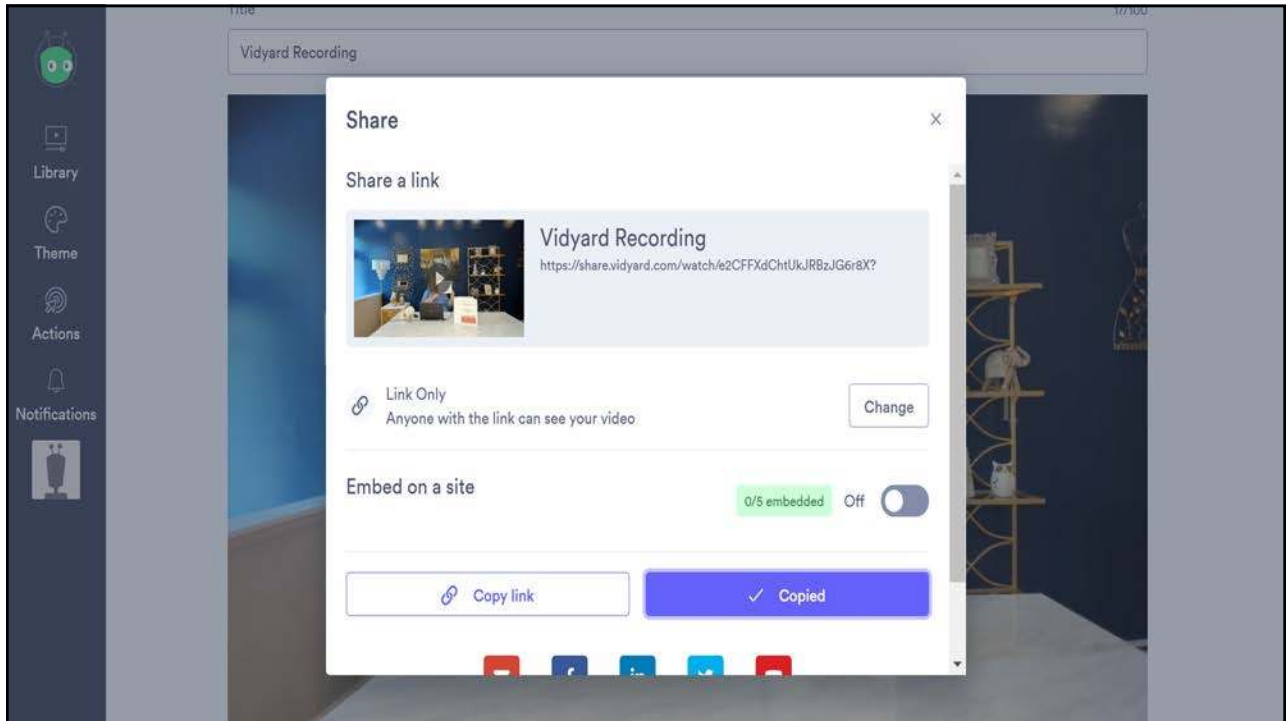 Title
17/100
Vidyard Recording
Library
Theme
Actions
Notifications
Share
X
Share a link
Vidyard Recording
https://share.vidyard.com/watch/e2CFFXdChtUkJRBzJG6r8X?
Link Only
Anyone with the link can see your video
Change
Embed on a site
0/5 embedded
Off
Copy link
Copied